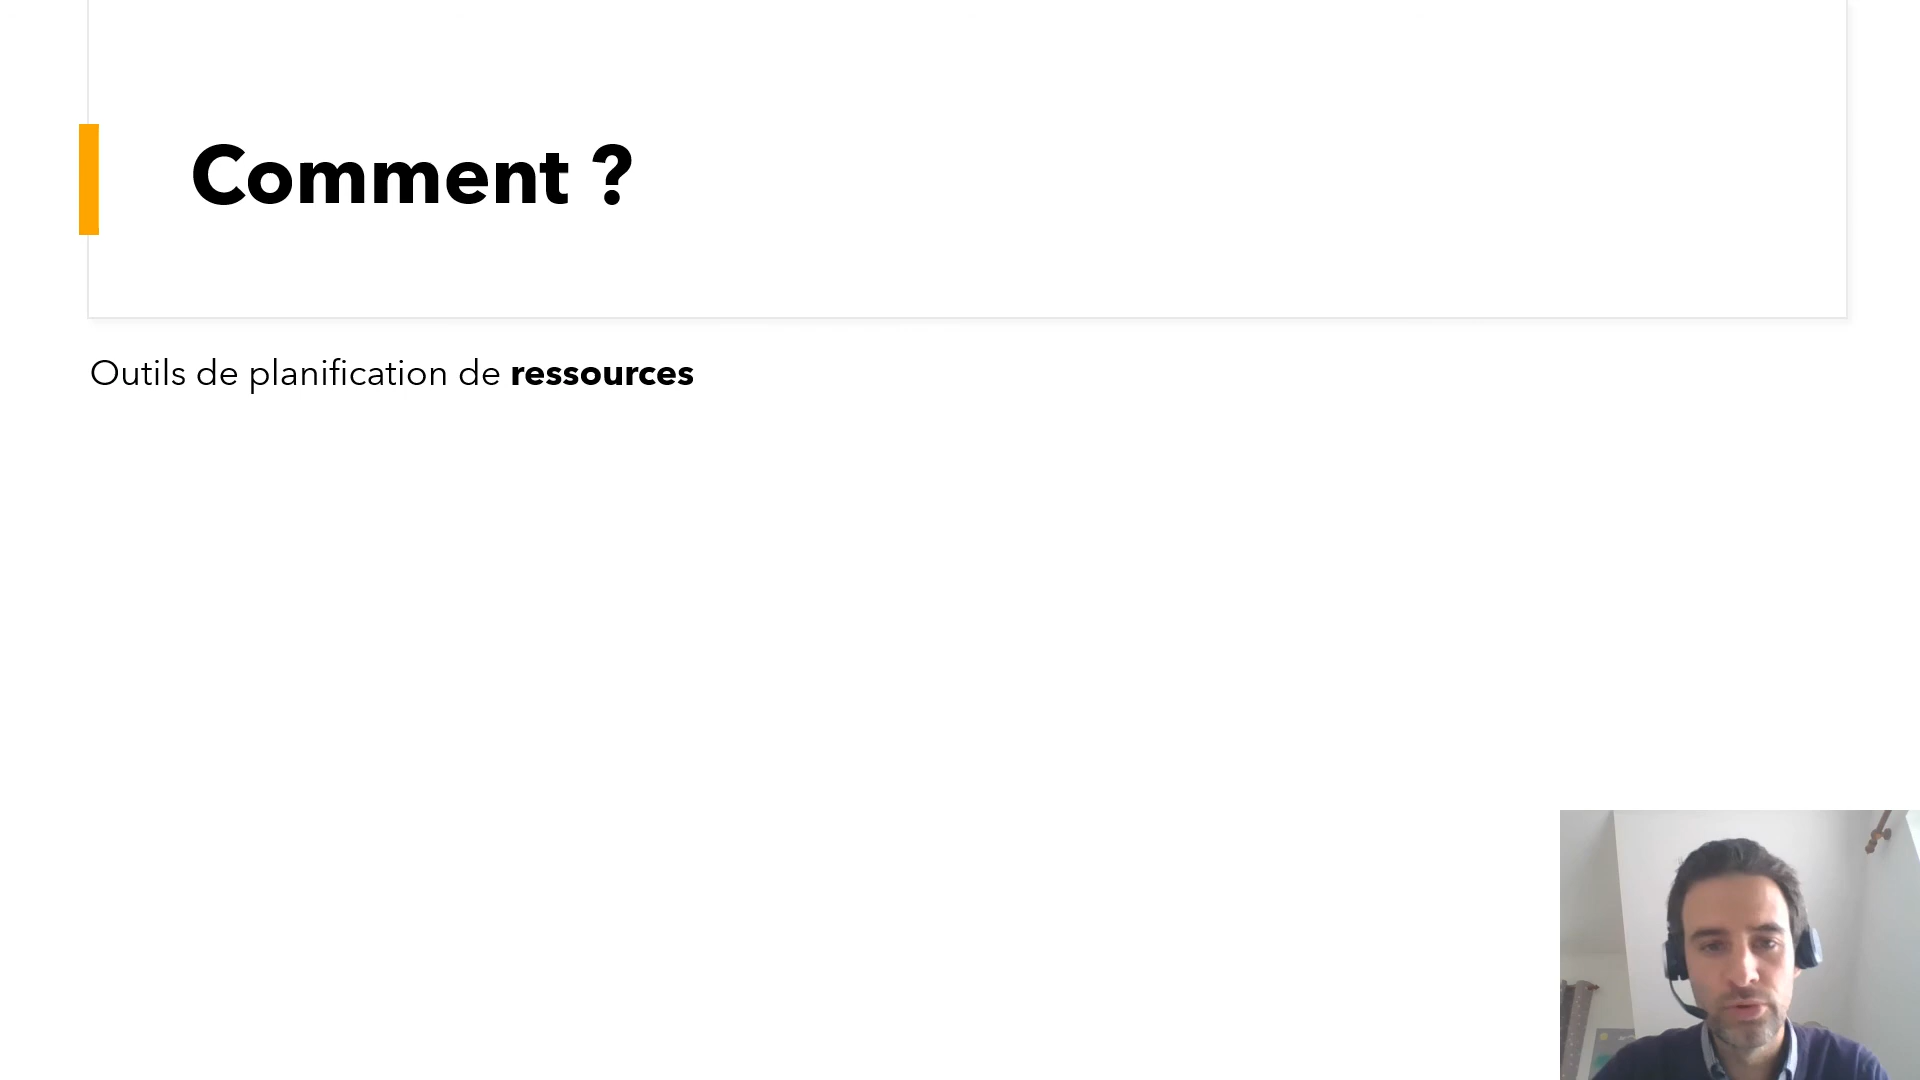 Comment ?
Outils de planification de ressources